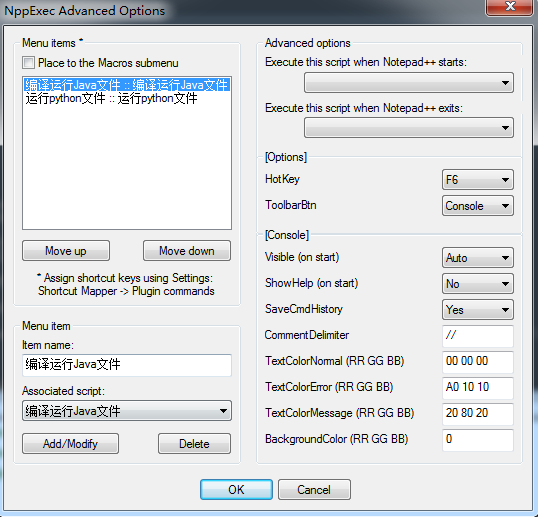 NppExec Advanced Options
Menu items *
Place to the Macros submenu
编译运行Java文件 :: 编译运行Java文件
运行python文件 :: 运行python文件
Move up
Move down
* Assign shortcut keys using Settings:
Shortcut Mapper -> Plugin commands
Menu item
Item name:
编译运行Java文件
Associated script:
编译运行Java文件
Add/Modify
Delete
Advanced options
Execute this script when Notepad++ starts:
Execute this script when Notepad++ exits:
[Options]
HotKey
F6
ToolbarBtn
Console
[Console]
Visible (on start)
Auto
ShowHelp (on start)
No
SaveCmdHistory
Yes
CommentDelimiter
//
TextColorNormal (RR GG BB)
00 00 00
TextColorError (RR GG BB)
A0 10 10
TextColorMessage (RR GG BB)
20 80 20
BackgroundColor (RR GG BB)
0
OK
Cancel